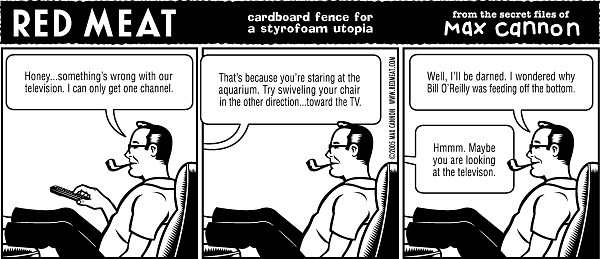 RED MEAT
cardboard fence for
a styrofoam utopia
from the secret files of
Max cannon
Honey...something's wrong with our
television. I can only get one channel.
That's because you're staring at the
aquarium. Try swiveling your chair
in the other direction...toward the TV.
©2005 MAX CANNON WWW.REDMEAT.COM
Well, I'll be darned. I wondered why
Bill O'Reilly was feeding off the bottom.
Hmmm. Maybe
you are looking
at the televison.